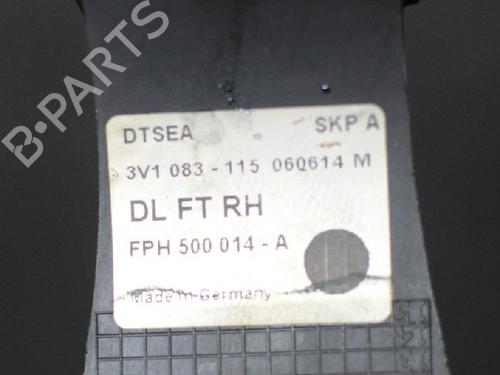 B-PARTS
DTSEA SKP A
3V1 083 - 115 060614 M
DL FT RH
FPH 500 014 - A
Made in Germany